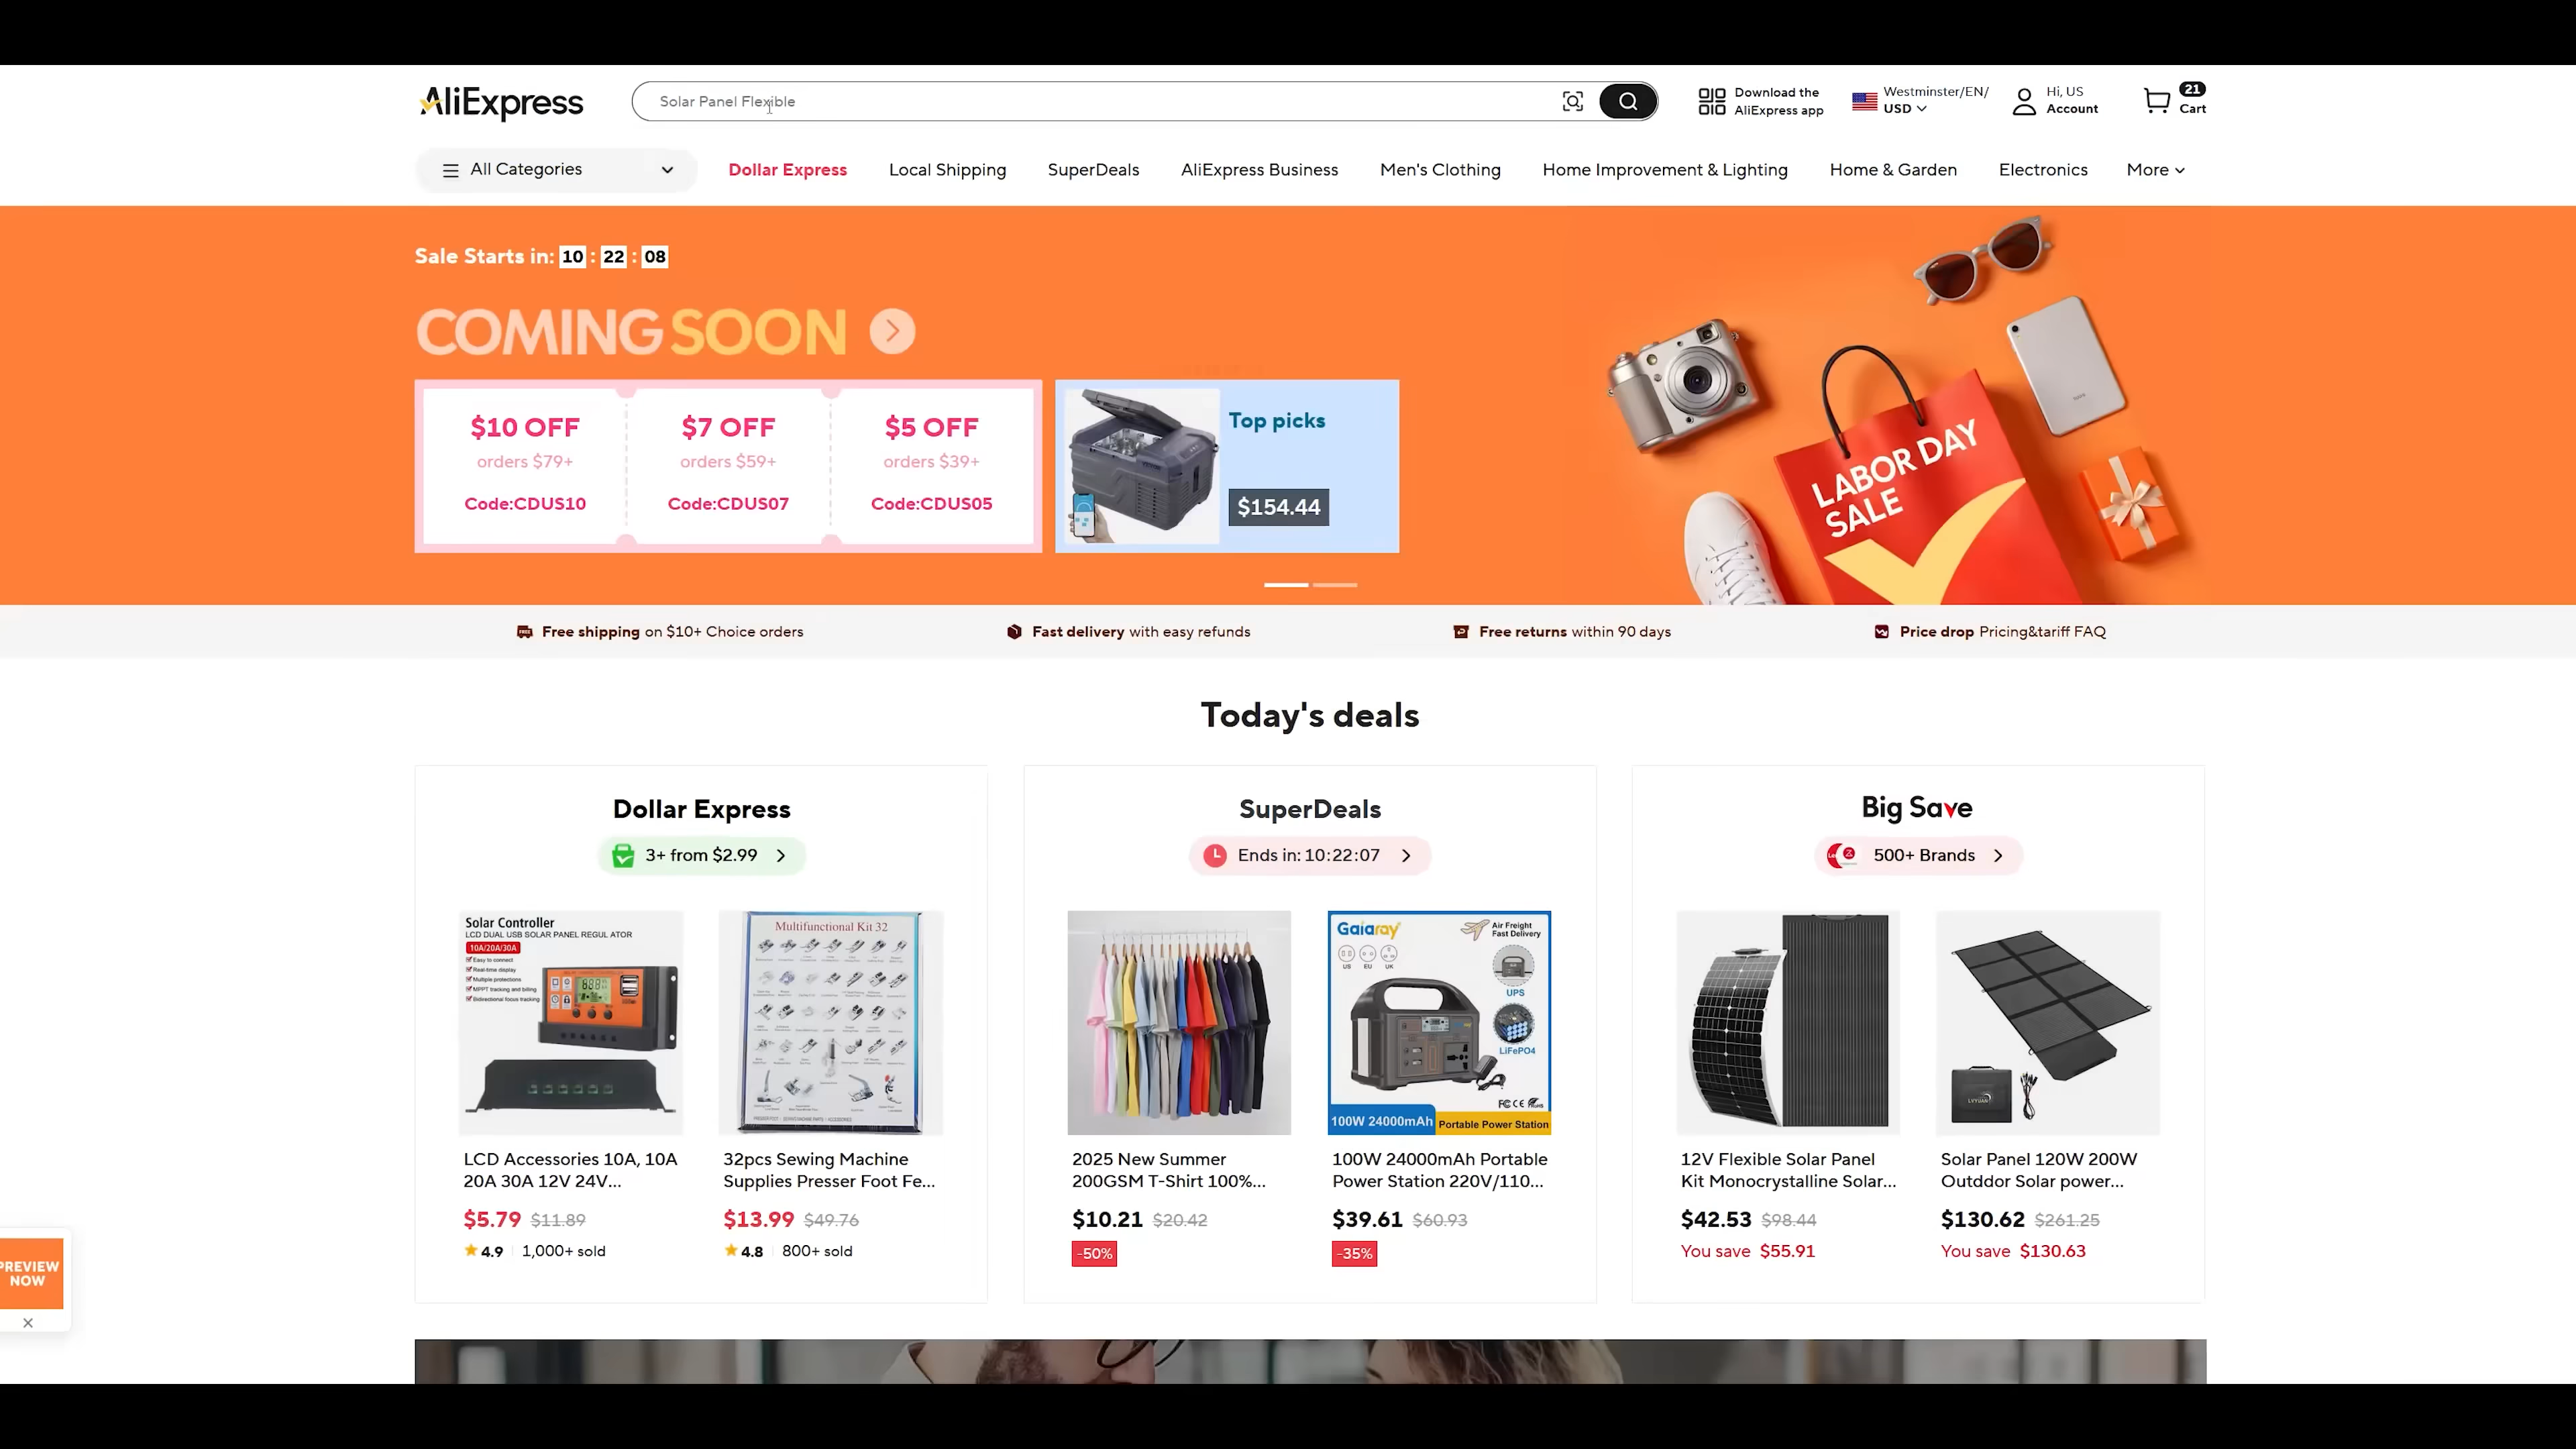 AliExpress
Solar Panel Flexible
Download the
AliExpress app
Westminster/EN/
USD
Hi, US
Account
21
Cart
All Categories
Dollar Express
Local Shipping
SuperDeals
AliExpress Business
Men's Clothing
Home Improvement & Lighting
Home & Garden
Electronics
More
Sale Starts in: 10 : 22 : 08
COMING SOON
$10 OFF
orders $79+
Code:CDUS10
$7 OFF
orders $59+
Code:CDUS07
$5 OFF
orders $39+
Code:CDUS05
Top picks
$154.44
LABOR DAY
SALE
Free shipping on $10+ Choice orders
Fast delivery with easy refunds
Free returns within 90 days
Price drop Pricing&tariff FAQ
Today's deals
Dollar Express
3+ from $2.99
Solar Controller
LCD DUAL USB SOLAR PANEL REGUL ATOR
10A/20A/30A
Easy to connect
Real-time display
Multiple protections
MPPT tracking and billing
Bidirectional focus tracking
LCD Accessories 10A, 10A
20A 30A 12V 24V...
$5.79 $11.89
4.9 1,000+ sold
Multifunctional Kit 32
32pcs Sewing Machine
Supplies Presser Foot Fe...
$13.99 $49.76
4.8 800+ sold
SuperDeals
Ends in: 10:22:07
2025 New Summer
200GSM T-Shirt 100%...
$10.21 $20.42
-50%
Gaiaray
Air Freight
Fast Delivery
US EU UK
UPS
LiFePO4
100W 24000mAh Portable Power Station
100W 24000mAh Portable
Power Station 220V/110...
$39.61 $60.93
-35%
Big Save
500+ Brands
12V Flexible Solar Panel
Kit Monocrystalline Solar...
$42.53 $98.44
You save $55.91
LVYUAN
Solar Panel 120W 200W
Outddor Solar power...
$130.62 $261.25
You save $130.63
PREVIEW
NOW